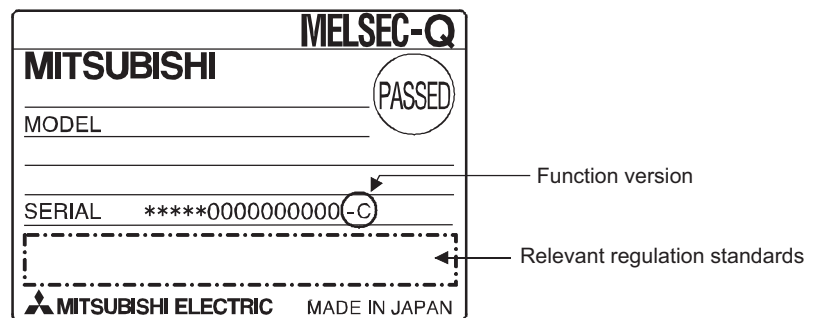 MELSEC-Q
MITSUBISHI
PASSED
MODEL
Function version
SERIAL *****0000000000-C
Relevant regulation standards
MITSUBISHI ELECTRIC MADE IN JAPAN